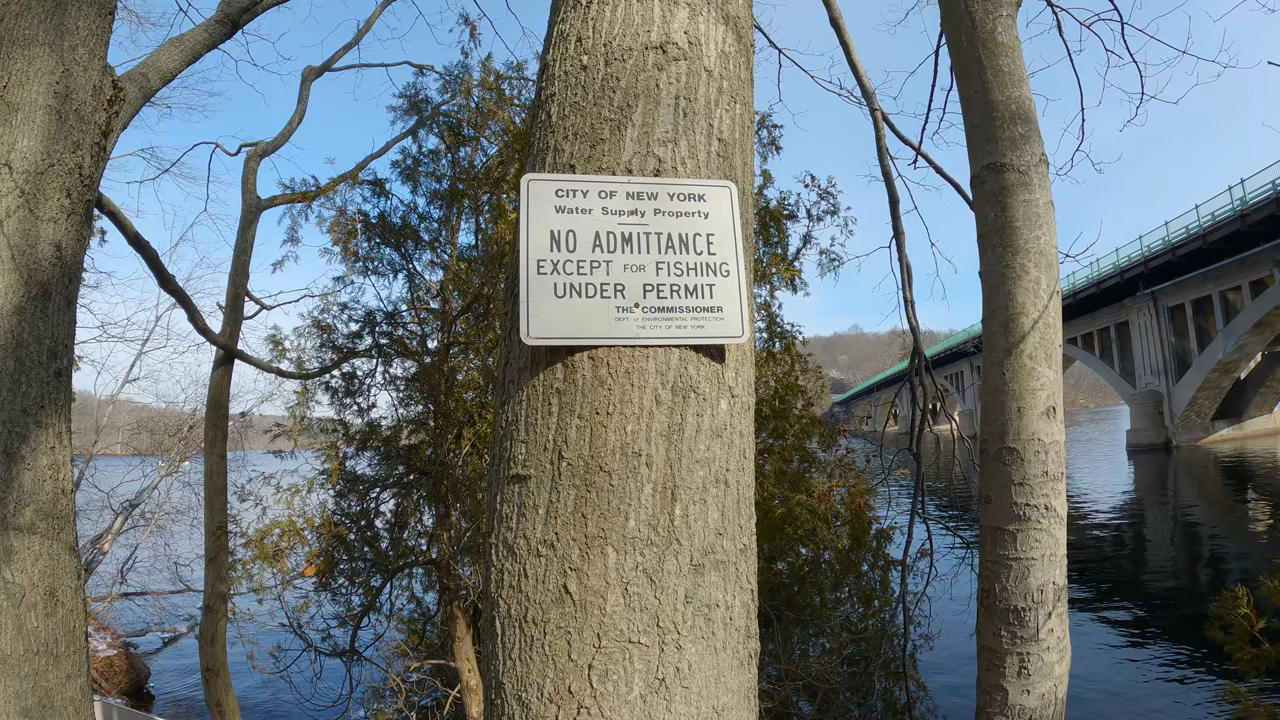 CITY OF NEW YORK
Water Supply Property
NO ADMITTANCE
EXCEPT FOR FISHING
UNDER PERMIT
THE COMMISSIONER
DEPT. of ENVIRONMENTAL PROTECTION
THE CITY OF NEW YORK